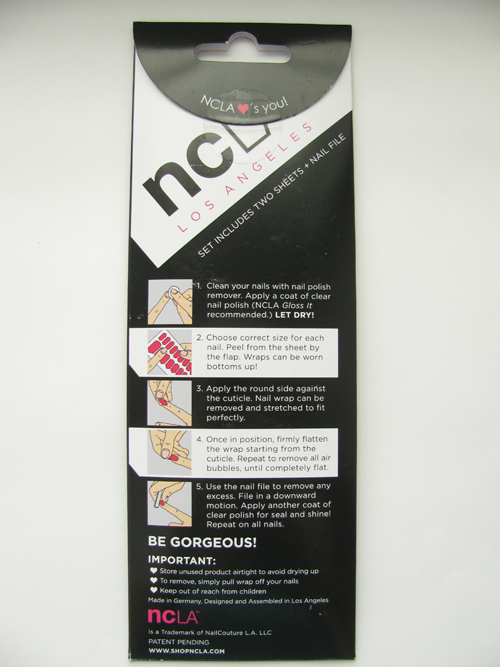 NCLA ♥'s you!
ncLA
LOS ANGELES
SET INCLUDES TWO SHEETS + NAIL FILE
1. Clean your nails with nail polish
remover. Apply a coat of clear
nail polish (NCLA Gloss It
recommended.) LET DRY!
2. Choose correct size for each
nail. Peel from the sheet by
the flap. Wraps can be worn
bottoms up!
3. Apply the round side against
the cuticle. Nail wrap can be
removed and stretched to fit
perfectly.
4. Once in position, firmly flatten
the wrap starting from the
cuticle. Repeat to remove all air
bubbles, until completely flat.
5. Use the nail file to remove any
excess. File in a downward
motion. Apply another coat of
clear polish for seal and shine!
Repeat on all nails.
BE GORGEOUS!
IMPORTANT:
♥ Store unused product airtight to avoid drying up
♥ To remove, simply pull wrap off your nails
♥ Keep out of reach from children
Made in Germany, Designed and Assembled in Los Angeles
ncLA™
is a Trademark of NailCouture L.A. LLC
PATENT PENDING
WWW.SHOPNCLA.COM